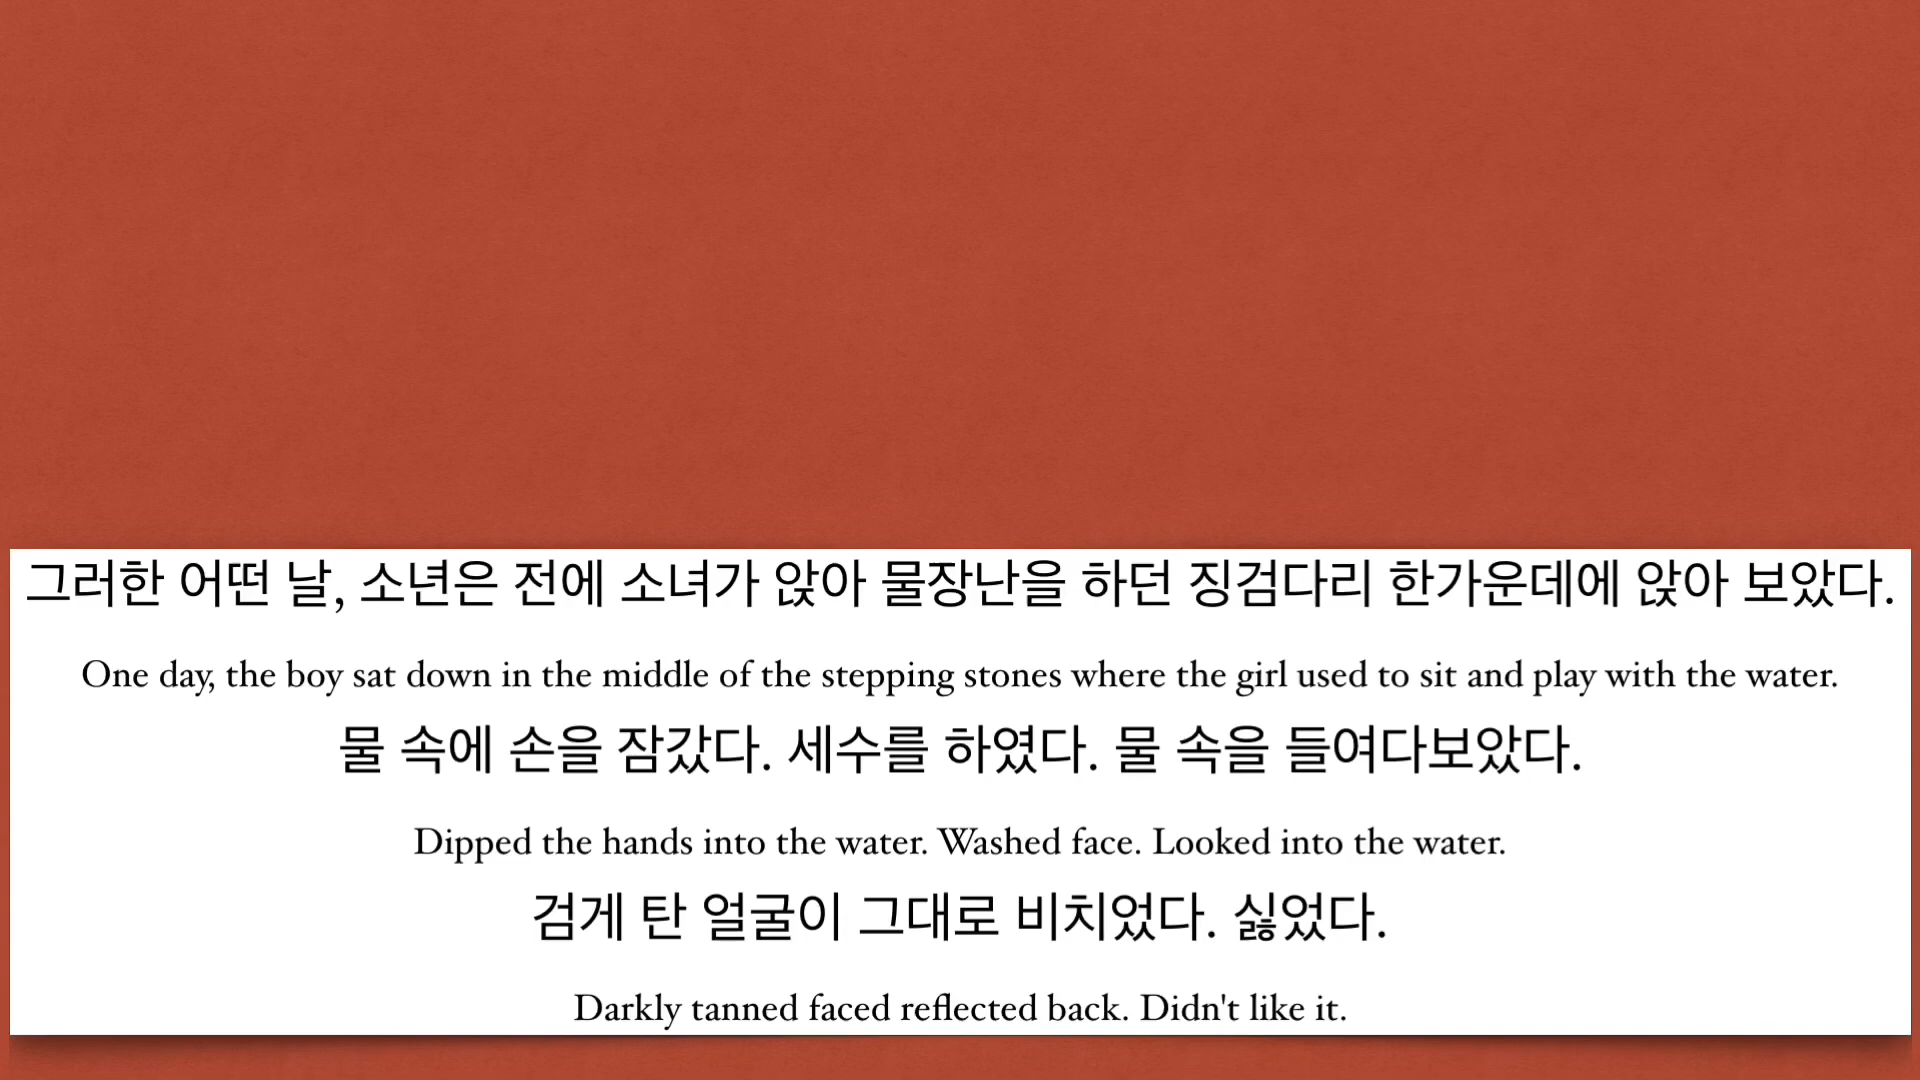 그러한 어떤 날, 소년은 전에 소녀가 앉아 물장난을 하던 징검다리 한가운데에 앉아 보았다.
One day, the boy sat down in the middle of the stepping stones where the girl used to sit and play with the water.
물 속에 손을 잠갔다. 세수를 하였다. 물 속을 들여다보았다.
Dipped the hands into the water. Washed face. Looked into the water.
검게 탄 얼굴이 그대로 비치었다. 싫었다.
Darkly tanned faced reflected back. Didn't like it.